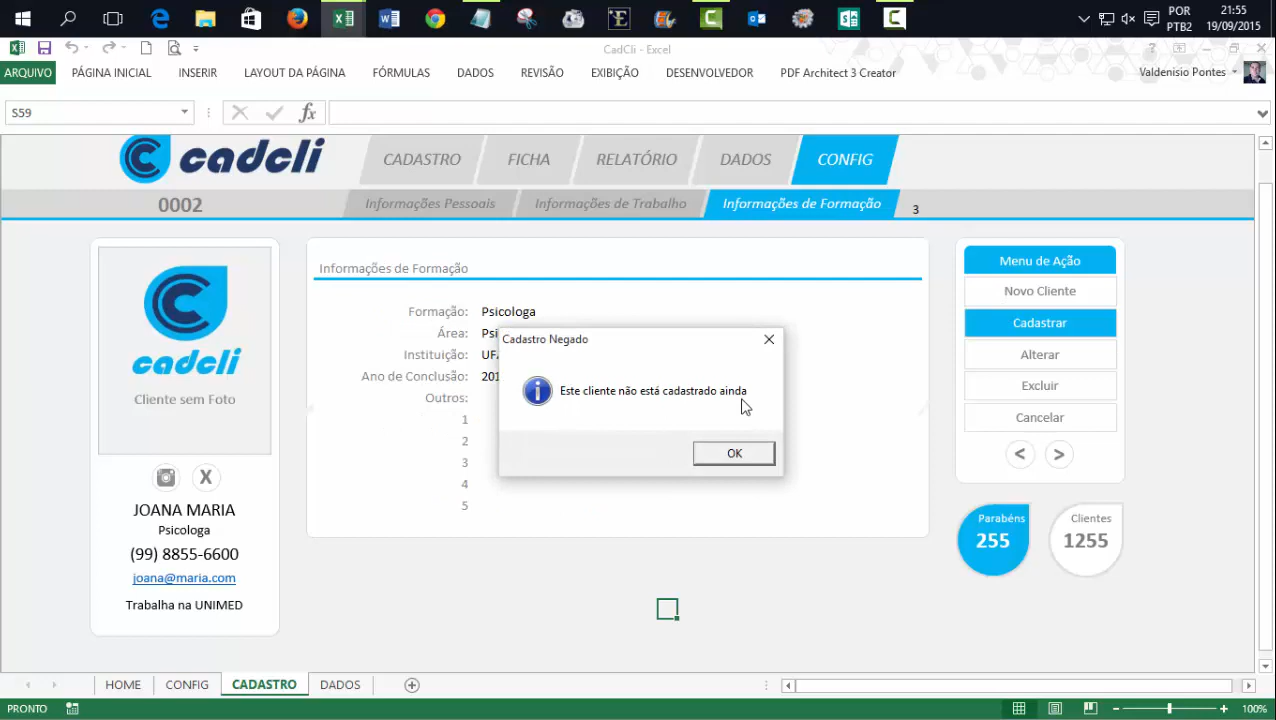 21:55
POR
PTB2
19/09/2015
CadCli - Excel
ARQUIVO PÁGINA INICIAL INSERIR LAYOUT DA PÁGINA FÓRMULAS DADOS REVISÃO EXIBIÇÃO DESENVOLVEDOR PDF Architect 3 Creator Valdenisio Pontes
S59 fx
cadcli CADASTRO FICHA RELATÓRIO DADOS CONFIG
0002 Informações Pessoais Informações de Trabalho Informações de Formação 3
cadcli
Cliente sem Foto
X
JOANA MARIA
Psicologa
(99) 8855-6600
joana@maria.com
Trabalha na UNIMED
Informações de Formação
Formação: Psicologa
Área: Psi
Instituição: UF
Ano de Conclusão: 201
Outros:
1
2
3
4
5
Cadastro Negado
Este cliente não está cadastrado ainda
OK
Menu de Ação
Novo Cliente
Cadastrar
Alterar
Excluir
Cancelar
< >
Parabéns
255
Clientes
1255
HOME CONFIG CADASTRO DADOS
PRONTO 100%